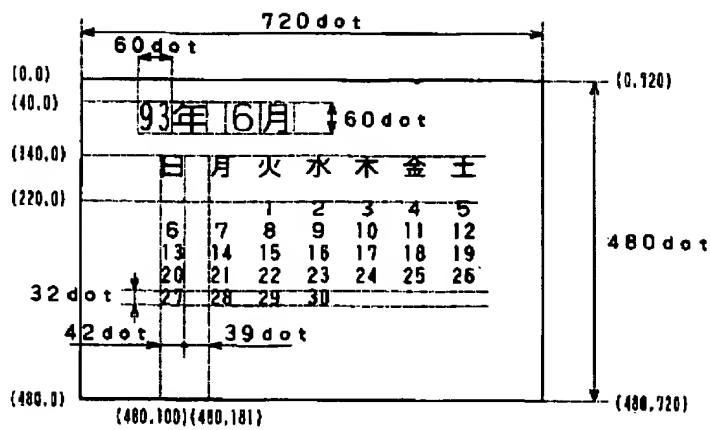 720dot
60dot
(0.0)
(0.120)
(40.0)
93年 6月
60dot
(140.0)
日 月 火 水 木 金 土
(220.0)
1 2 3 4 5
6 7 8 9 10 11 12
480dot
13 14 15 16 17 18 19
20 21 22 23 24 25 26
32dot
27 28 29 30
42dot
39dot
(480.0)
(480.720)
(480.100)(480.181)